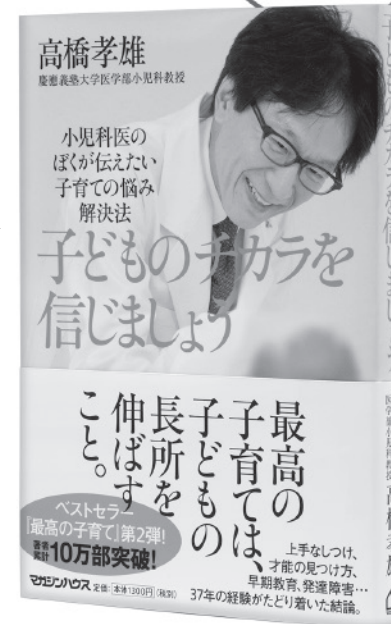 高橋孝雄
慶應義塾大学医学部小児科教授
小児科医の
ぼくが伝えたい
子育ての悩み
解決法
子どものチカラを
信じましょう
最高の
子育ては、
子どもの
長所を
伸ばす
こと。
上手なしつけ、
才能の見つけ方、
早期教育、発達障害…
37年の経験がたどり着いた結論。
ベストセラー
『最高の子育て』第2弾!
著者累計10万部突破!
マガジンハウス 定価:本体1300円(税別)